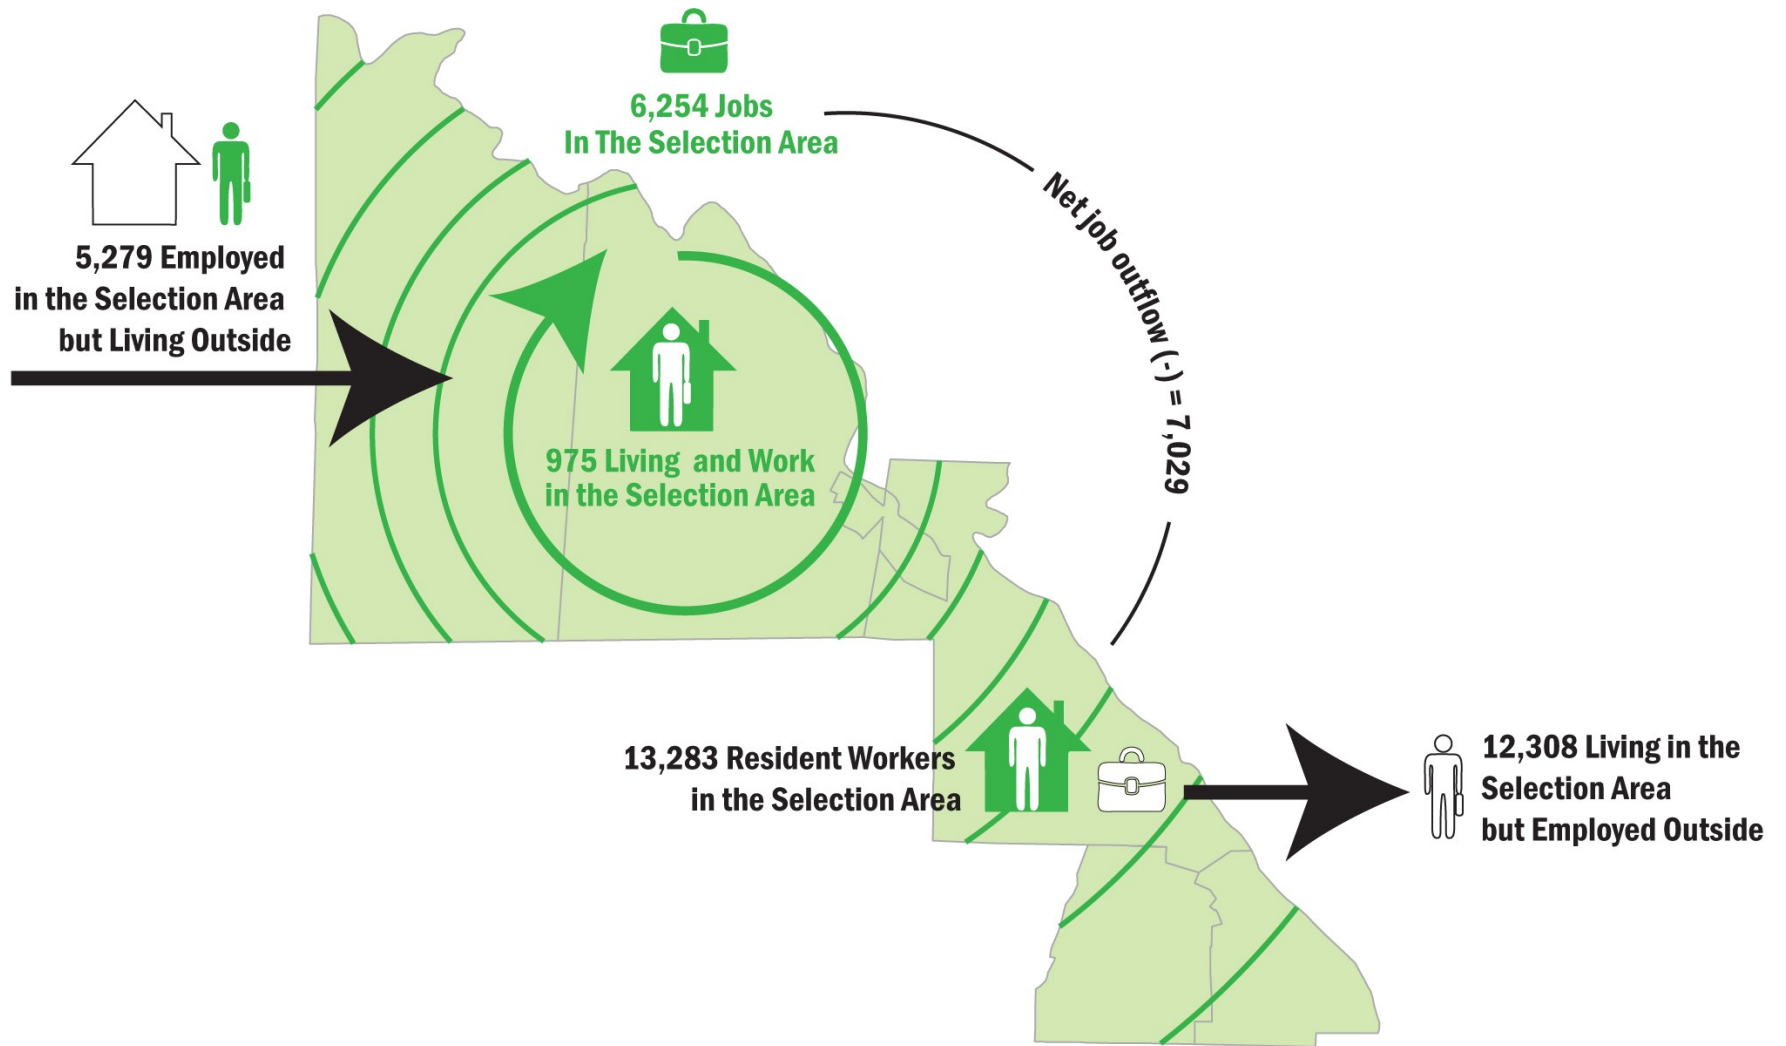 6,254 Jobs
In The Selection Area
5,279 Employed
in the Selection Area
but Living Outside
Net job outflow (-) = 7,029
975 Living and Work
in the Selection Area
13,283 Resident Workers
in the Selection Area
12,308 Living in the
Selection Area
but Employed Outside